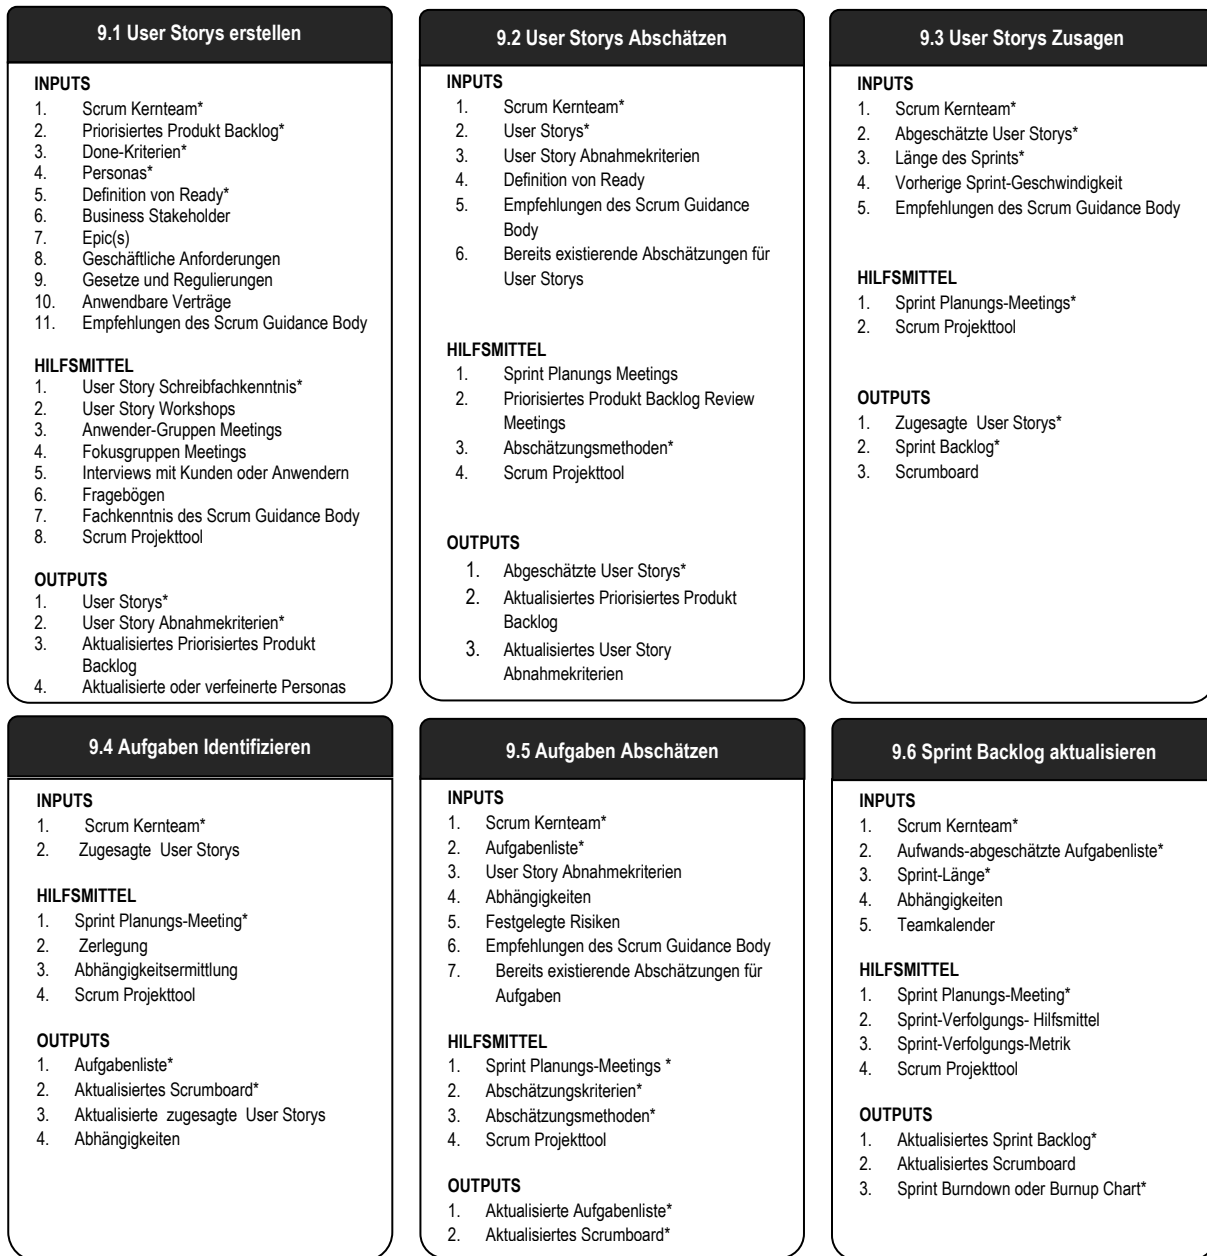 9.1 User Storys erstellen
INPUTS
1. Scrum Kernteam*
2. Priorisiertes Produkt Backlog*
3. Done-Kriterien*
4. Personas*
5. Definition von Ready*
6. Business Stakeholder
7. Epic(s)
8. Geschäftliche Anforderungen
9. Gesetze und Regulierungen
10. Anwendbare Verträge
11. Empfehlungen des Scrum Guidance Body
HILFSMITTEL
1. User Story Schreibfachkenntnis*
2. User Story Workshops
3. Anwender-Gruppen Meetings
4. Fokusgruppen Meetings
5. Interviews mit Kunden oder Anwendern
6. Fragebögen
7. Fachkenntnis des Scrum Guidance Body
8. Scrum Projekttool
OUTPUTS
1. User Storys*
2. User Story Abnahmekriterien*
3. Aktualisiertes Priorisiertes Produkt
Backlog
4. Aktualisierte oder verfeinerte Personas
9.2 User Storys Abschätzen
INPUTS
1. Scrum Kernteam*
2. User Storys*
3. User Story Abnahmekriterien
4. Definition von Ready
5. Empfehlungen des Scrum Guidance
Body
6. Bereits existierende Abschätzungen für
User Storys
HILFSMITTEL
1. Sprint Planungs Meetings
2. Priorisiertes Produkt Backlog Review
Meetings
3. Abschätzungsmethoden*
4. Scrum Projekttool
OUTPUTS
1. Abgeschätzte User Storys*
2. Aktualisiertes Priorisiertes Produkt
Backlog
3. Aktualisiertes User Story
Abnahmekriterien
9.3 User Storys Zusagen
INPUTS
1. Scrum Kernteam*
2. Abgeschätzte User Storys*
3. Länge des Sprints*
4. Vorherige Sprint-Geschwindigkeit
5. Empfehlungen des Scrum Guidance Body
HILFSMITTEL
1. Sprint Planungs-Meetings*
2. Scrum Projekttool
OUTPUTS
1. Zugesagte User Storys*
2. Sprint Backlog*
3. Scrumboard
9.4 Aufgaben Identifizieren
INPUTS
1. Scrum Kernteam*
2. Zugesagte User Storys
HILFSMITTEL
1. Sprint Planungs-Meeting*
2. Zerlegung
3. Abhängigkeitsermittlung
4. Scrum Projekttool
OUTPUTS
1. Aufgabenliste*
2. Aktualisiertes Scrumboard*
3. Aktualisierte zugesagte User Storys
4. Abhängigkeiten
9.5 Aufgaben Abschätzen
INPUTS
1. Scrum Kernteam*
2. Aufgabenliste*
3. User Story Abnahmekriterien
4. Abhängigkeiten
5. Festgelegte Risiken
6. Empfehlungen des Scrum Guidance Body
7. Bereits existierende Abschätzungen für
Aufgaben
HILFSMITTEL
1. Sprint Planungs-Meetings *
2. Abschätzungskriterien*
3. Abschätzungsmethoden*
4. Scrum Projekttool
OUTPUTS
1. Aktualisierte Aufgabenliste*
2. Aktualisiertes Scrumboard*
9.6 Sprint Backlog aktualisieren
INPUTS
1. Scrum Kernteam*
2. Aufwands-abgeschätzte Aufgabenliste*
3. Sprint-Länge*
4. Abhängigkeiten
5. Teamkalender
HILFSMITTEL
1. Sprint Planungs-Meeting*
2. Sprint-Verfolgungs- Hilfsmittel
3. Sprint-Verfolgungs-Metrik
4. Scrum Projekttool
OUTPUTS
1. Aktualisiertes Sprint Backlog*
2. Aktualisiertes Scrumboard
3. Sprint Burndown oder Burnup Chart*